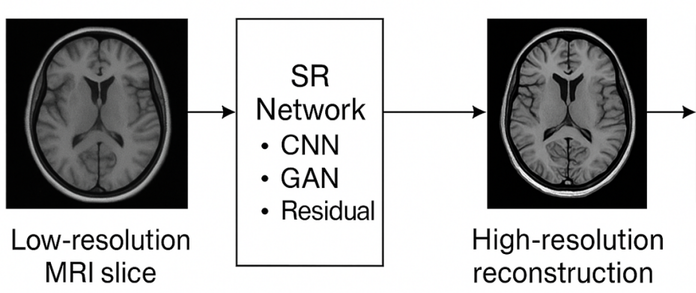 Low-resolution
MRI slice
SR
Network
• CNN
• GAN
• Residual
High-resolution
reconstruction